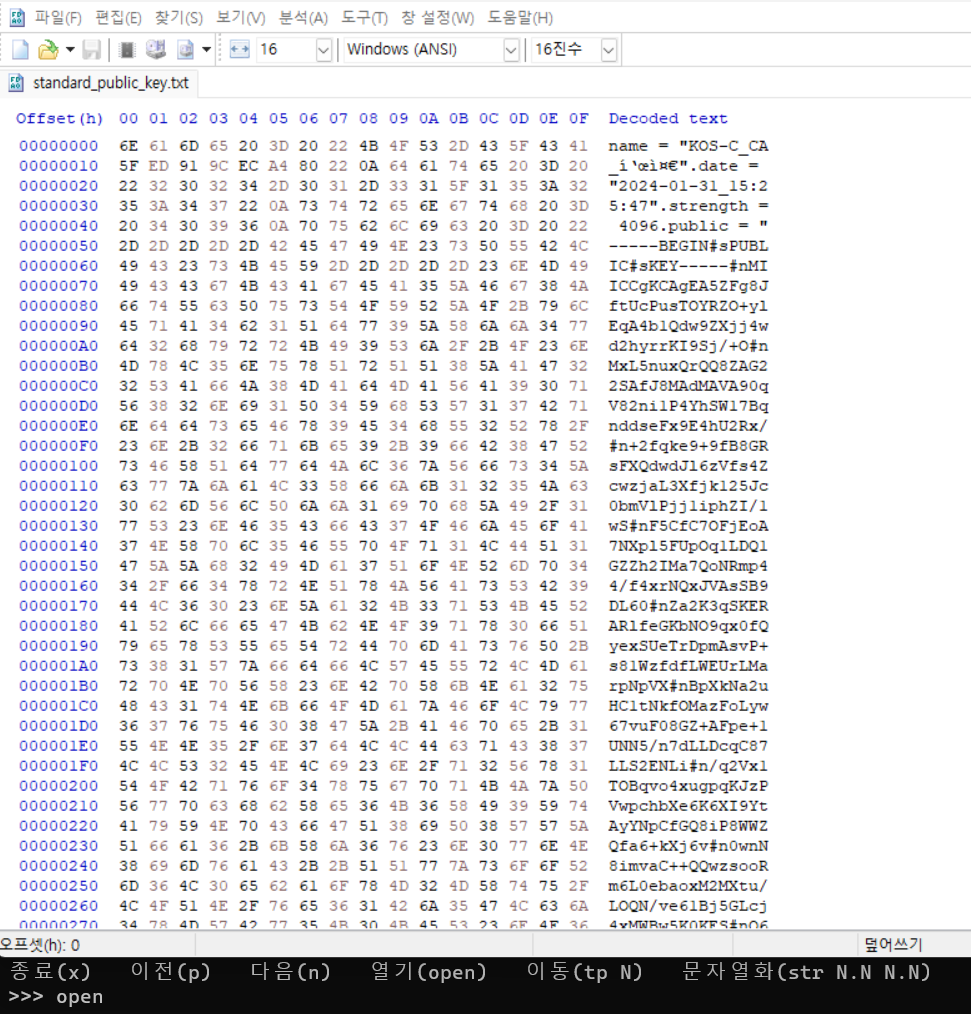 파일(F) 편집(E) 찾기(S) 보기(V) 분석(A) 도구(T) 창 설정(W) 도움말(H)
16 Windows (ANSI) 16진수
standard_public_key.txt
Offset(h) 00 01 02 03 04 05 06 07 08 09 0A 0B 0C 0D 0E 0F Decoded text
00000000 6E 61 6D 65 20 3D 20 22 4B 4F 53 2D 43 5F 43 41 name = "KOS-C_CA
00000010 5F ED 91 9C EC A4 80 22 0A 64 61 74 65 20 3D 20 _í‘œì¤€".date =
00000020 22 32 30 32 34 2D 30 31 2D 33 31 5F 31 35 3A 32 "2024-01-31_15:2
00000030 35 3A 34 37 22 0A 73 74 72 65 6E 67 74 68 20 3D 5:47".strength =
00000040 20 34 30 39 36 0A 70 75 62 6C 69 63 20 3D 20 22 4096.public = "
00000050 2D 2D 2D 2D 2D 42 45 47 49 4E 23 73 50 55 42 4C -----BEGIN#sPUBL
00000060 49 43 23 73 4B 45 59 2D 2D 2D 2D 2D 23 6E 4D 49 IC#sKEY-----#nMI
00000070 49 43 43 67 4B 43 41 67 45 41 35 5A 46 67 38 4A ICCgKCAgEA5ZFg8J
00000080 66 74 55 63 50 75 73 54 4F 59 52 5A 4F 2B 79 6C ftUcPusTOYRZO+yl
00000090 45 71 41 34 62 31 51 64 77 39 5A 58 6A 6A 34 77 EqA4b1Qdw9ZXjj4w
000000A0 64 32 68 79 72 72 4B 49 39 53 6A 2F 2B 4F 23 6E d2hyrrKI9Sj/+O#n
000000B0 4D 78 4C 35 6E 75 78 51 72 51 51 38 5A 41 47 32 MxL5nuxQrQQ8ZAG2
000000C0 32 53 41 66 4A 38 4D 41 64 4D 41 56 41 39 30 71 2SAfJ8MAdMAVA90q
000000D0 56 38 32 6E 69 31 50 34 59 68 53 57 31 37 42 71 V82ni1P4YhSW17Bq
000000E0 6E 64 64 73 65 46 78 39 45 34 68 55 32 52 78 2F nddseFx9E4hU2Rx/
000000F0 23 6E 2B 32 66 71 6B 65 39 2B 39 66 42 38 47 52 #n+2fqke9+9fB8GR
00000100 73 46 58 51 64 77 64 4A 6C 36 7A 56 66 73 34 5A sFXQdwdJl6zVfs4Z
00000110 63 77 7A 6A 61 4C 33 58 66 6A 6B 31 32 35 4A 63 cwzjaL3Xfjk125Jc
00000120 30 62 6D 56 6C 50 6A 6A 31 69 70 68 5A 49 2F 31 0bmVlPjj1iphZI/1
00000130 77 53 23 6E 46 35 43 66 43 37 4F 46 6A 45 6F 41 wS#nF5CfC7OFjEoA
00000140 37 4E 58 70 6C 35 46 55 70 4F 71 31 4C 44 51 31 7NXpl5FUpOq1LDQ1
00000150 47 5A 5A 68 32 49 4D 61 37 51 6F 4E 52 6D 70 34 GZZh2IMa7QoNRmp4
00000160 34 2F 66 34 78 72 4E 51 78 4A 56 41 73 53 42 39 4/f4xrNQxJVAsSB9
00000170 44 4C 36 30 23 6E 5A 61 32 4B 33 71 53 4B 45 52 DL60#nZa2K3qSKER
00000180 41 52 6C 66 65 47 4B 62 4E 4F 39 71 78 30 66 51 ARlfeGKbNO9qx0fQ
00000190 79 65 78 53 55 65 54 72 44 70 6D 41 73 76 50 2B yexSUeTrDpmAsvP+
000001A0 73 38 31 57 7A 66 64 66 4C 57 45 55 72 4C 4D 61 s81WzfdfLWEUrLMa
000001B0 72 70 4E 70 56 58 23 6E 42 70 58 6B 4E 61 32 75 rpNpVX#nBpXkNa2u
000001C0 48 43 31 74 4E 6B 66 4F 4D 61 7A 46 6F 4C 79 77 HC1tNkfOMazFoLyw
000001D0 36 37 76 75 46 30 38 47 5A 2B 41 46 70 65 2B 31 67vuF08GZ+AFpe+1
000001E0 55 4E 4E 35 2F 6E 37 64 4C 4C 44 63 71 43 38 37 UNN5/n7dLLDcqC87
000001F0 4C 4C 53 32 45 4E 4C 69 23 6E 2F 71 32 56 78 31 LLS2ENLi#n/q2Vx1
00000200 54 4F 42 71 76 6F 34 78 75 67 70 71 4B 4A 7A 50 TOBqvo4xugpqKJzP
00000210 56 77 70 63 68 62 58 65 36 4B 36 58 49 39 59 74 VwpchbXe6K6XI9Yt
00000220 41 79 59 4E 70 43 66 47 51 38 69 50 38 57 57 5A AyYNpCfGQ8iP8WWZ
00000230 51 66 61 36 2B 6B 58 6A 36 76 23 6E 30 77 6E 4E Qfa6+kXj6v#n0wnN
00000240 38 69 6D 76 61 43 2B 2B 51 51 77 7A 73 6F 6F 52 8imvaC++QQwzsooR
00000250 6D 36 4C 30 65 62 61 6F 78 4D 32 4D 58 74 75 2F m6L0ebaoxM2MXtu/
00000260 4C 4F 51 4E 2F 76 65 36 31 42 6A 35 47 4C 63 6A LOQN/ve61Bj5GLcj
00000270 34 78 4D 57 42 77 35 4B 30 4B 45 53 23 6E 4F 36 4xMWBw5K0KES#nO6
오프셋(h): 0 덮어쓰기
종료(x) 이전(p) 다음(n) 열기(open) 이동(tp N) 문자열화(str N.N N.N)
>>> open